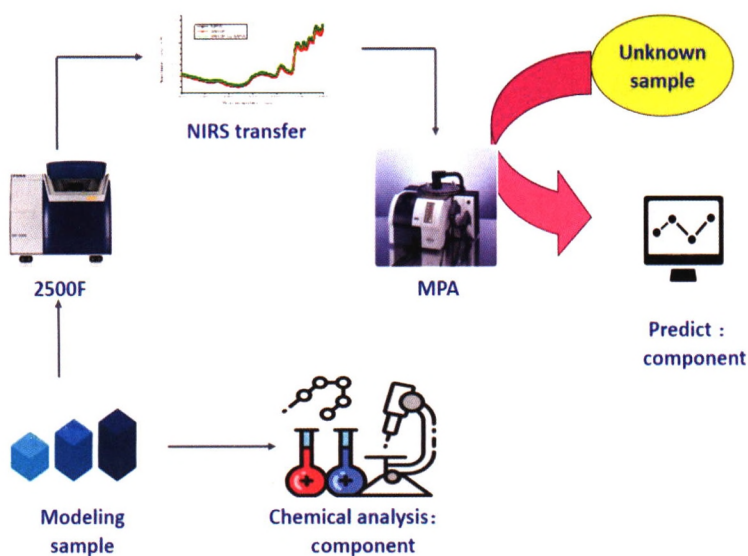 Unknown
sample
NIRS transfer
2500F
MPA
Predict :
component
Modeling
sample
Chemical analysis:
component